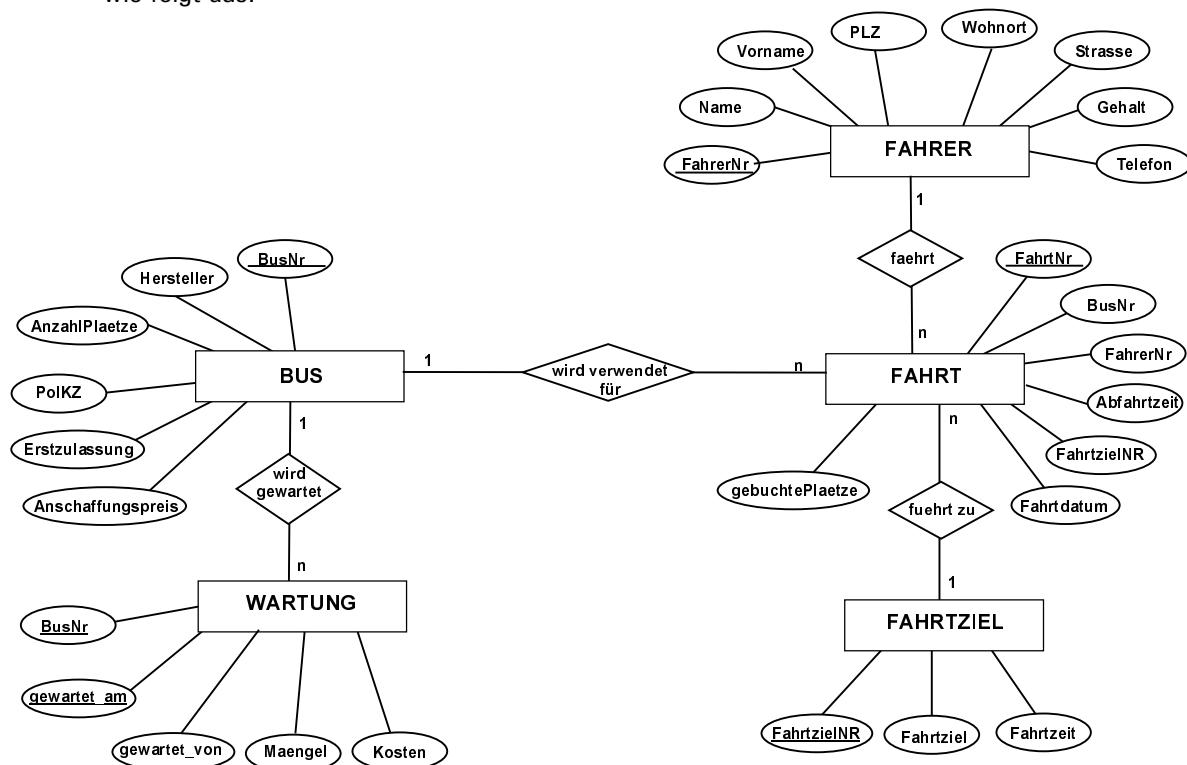 wie folgt aus:
Wohnort
PLZ
Vorname
Strasse
Name
Gehalt
FAHRER
FahrerNr
Telefon
1
BusNr
faehrt
FahrtNr
Hersteller
BusNr
AnzahlPlaetze
n
FahrerNr
1
wird verwendet
für
n
BUS
FAHRT
PolKZ
Abfahrtzeit
1
n
Erstzulassung
FahrtzielNR
wird
gewartet
gebuchtePlaetze
Anschaffungspreis
fuehrt zu
Fahrtdatum
n
1
WARTUNG
BusNr
FAHRTZIEL
gewartet_am
gewartet_von
Maengel
Kosten
FahrtzielNR
Fahrtziel
Fahrtzeit